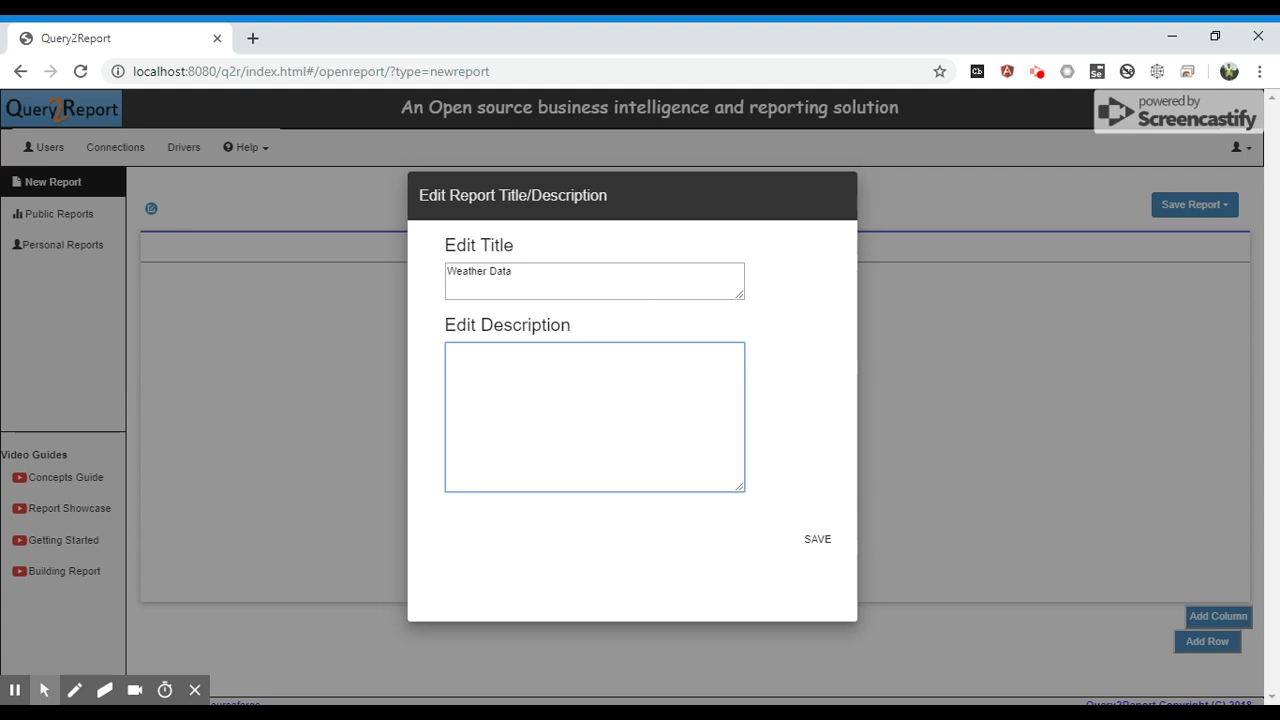 Query2Report
localhost:8080/q2r/index.html#/openreport/?type=newreport
Query2Report
An Open source business intelligence and reporting solution
powered by
Screencastify
Users
Connections
Drivers
Help
New Report
Public Reports
Personal Reports
Save Report
Edit Report Title/Description
Edit Title
Weather Data
Edit Description
SAVE
Video Guides
Concepts Guide
Report Showcase
Getting Started
Building Report
Add Column
Add Row
Query2Report Copyright (C) 2018